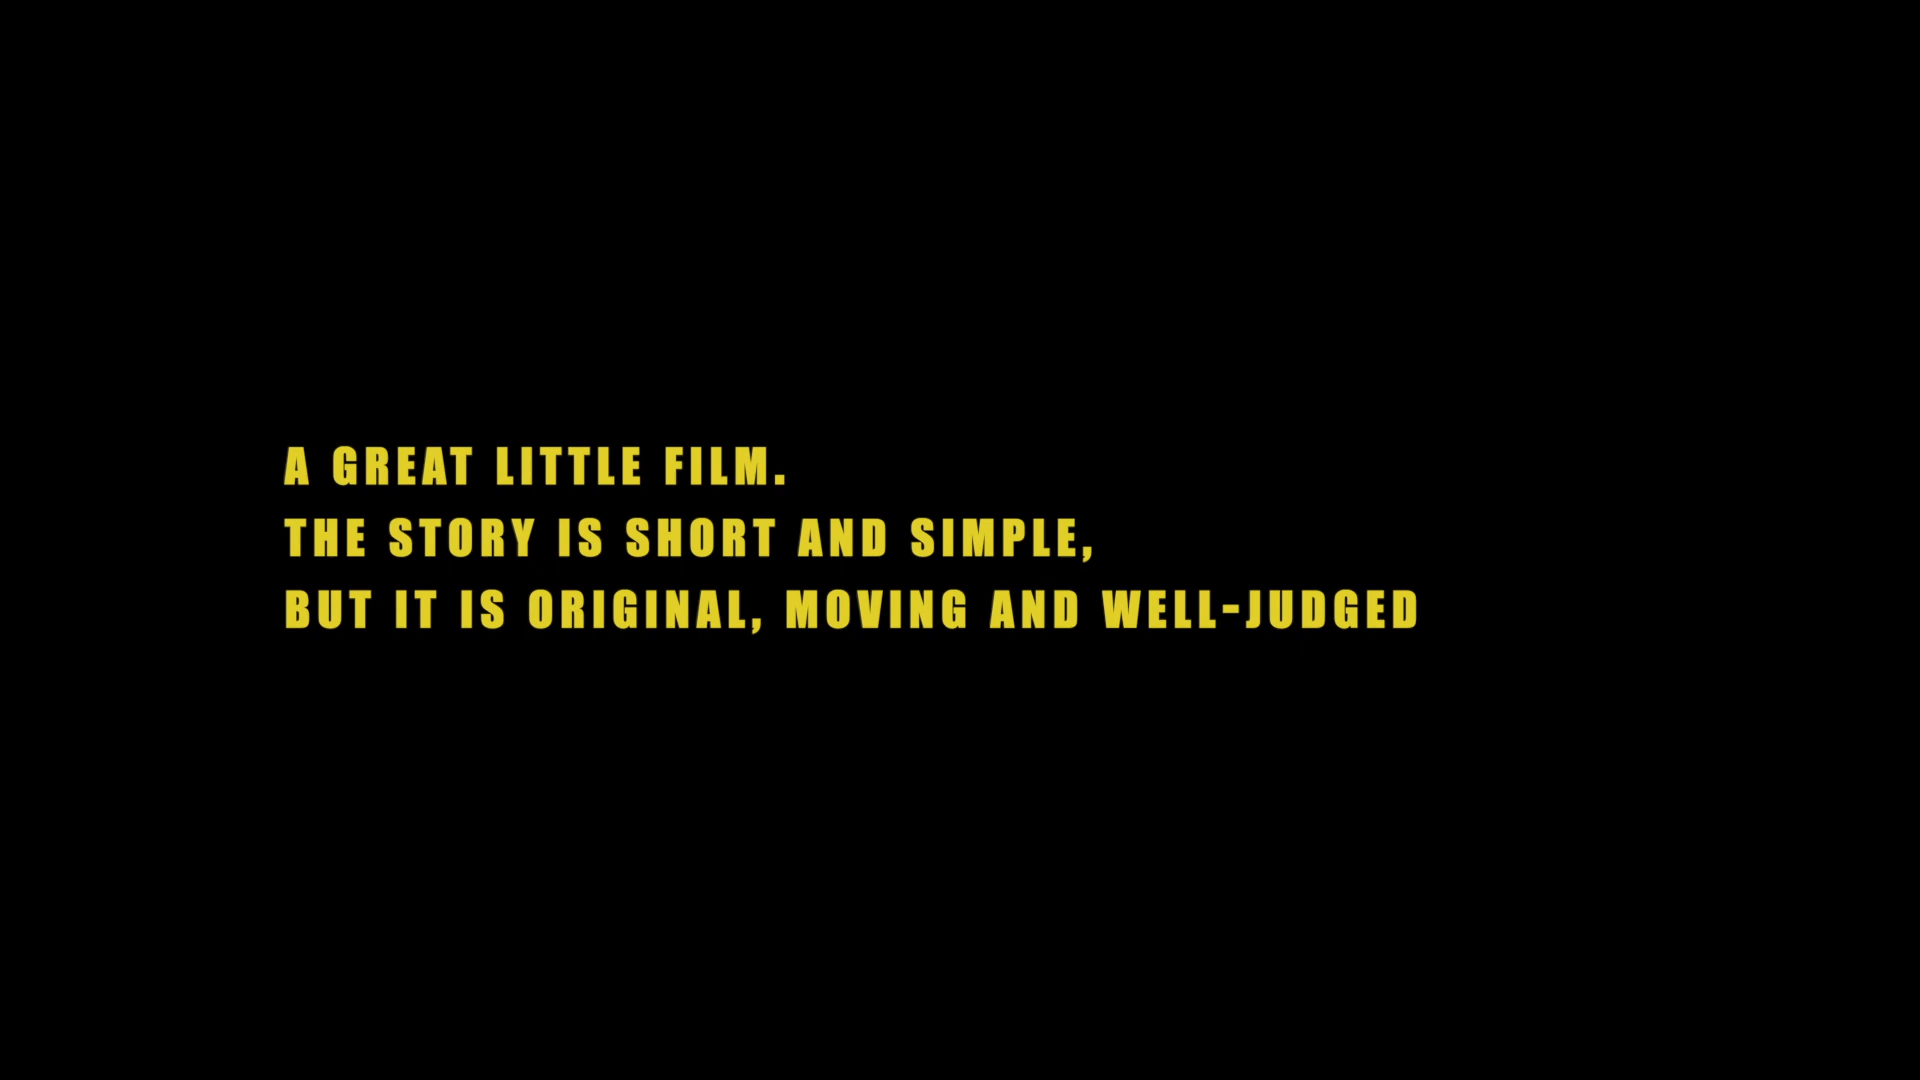 A GREAT LITTLE FILM.
THE STORY IS SHORT AND SIMPLE,
BUT IT IS ORIGINAL, MOVING AND WELL-JUDGED